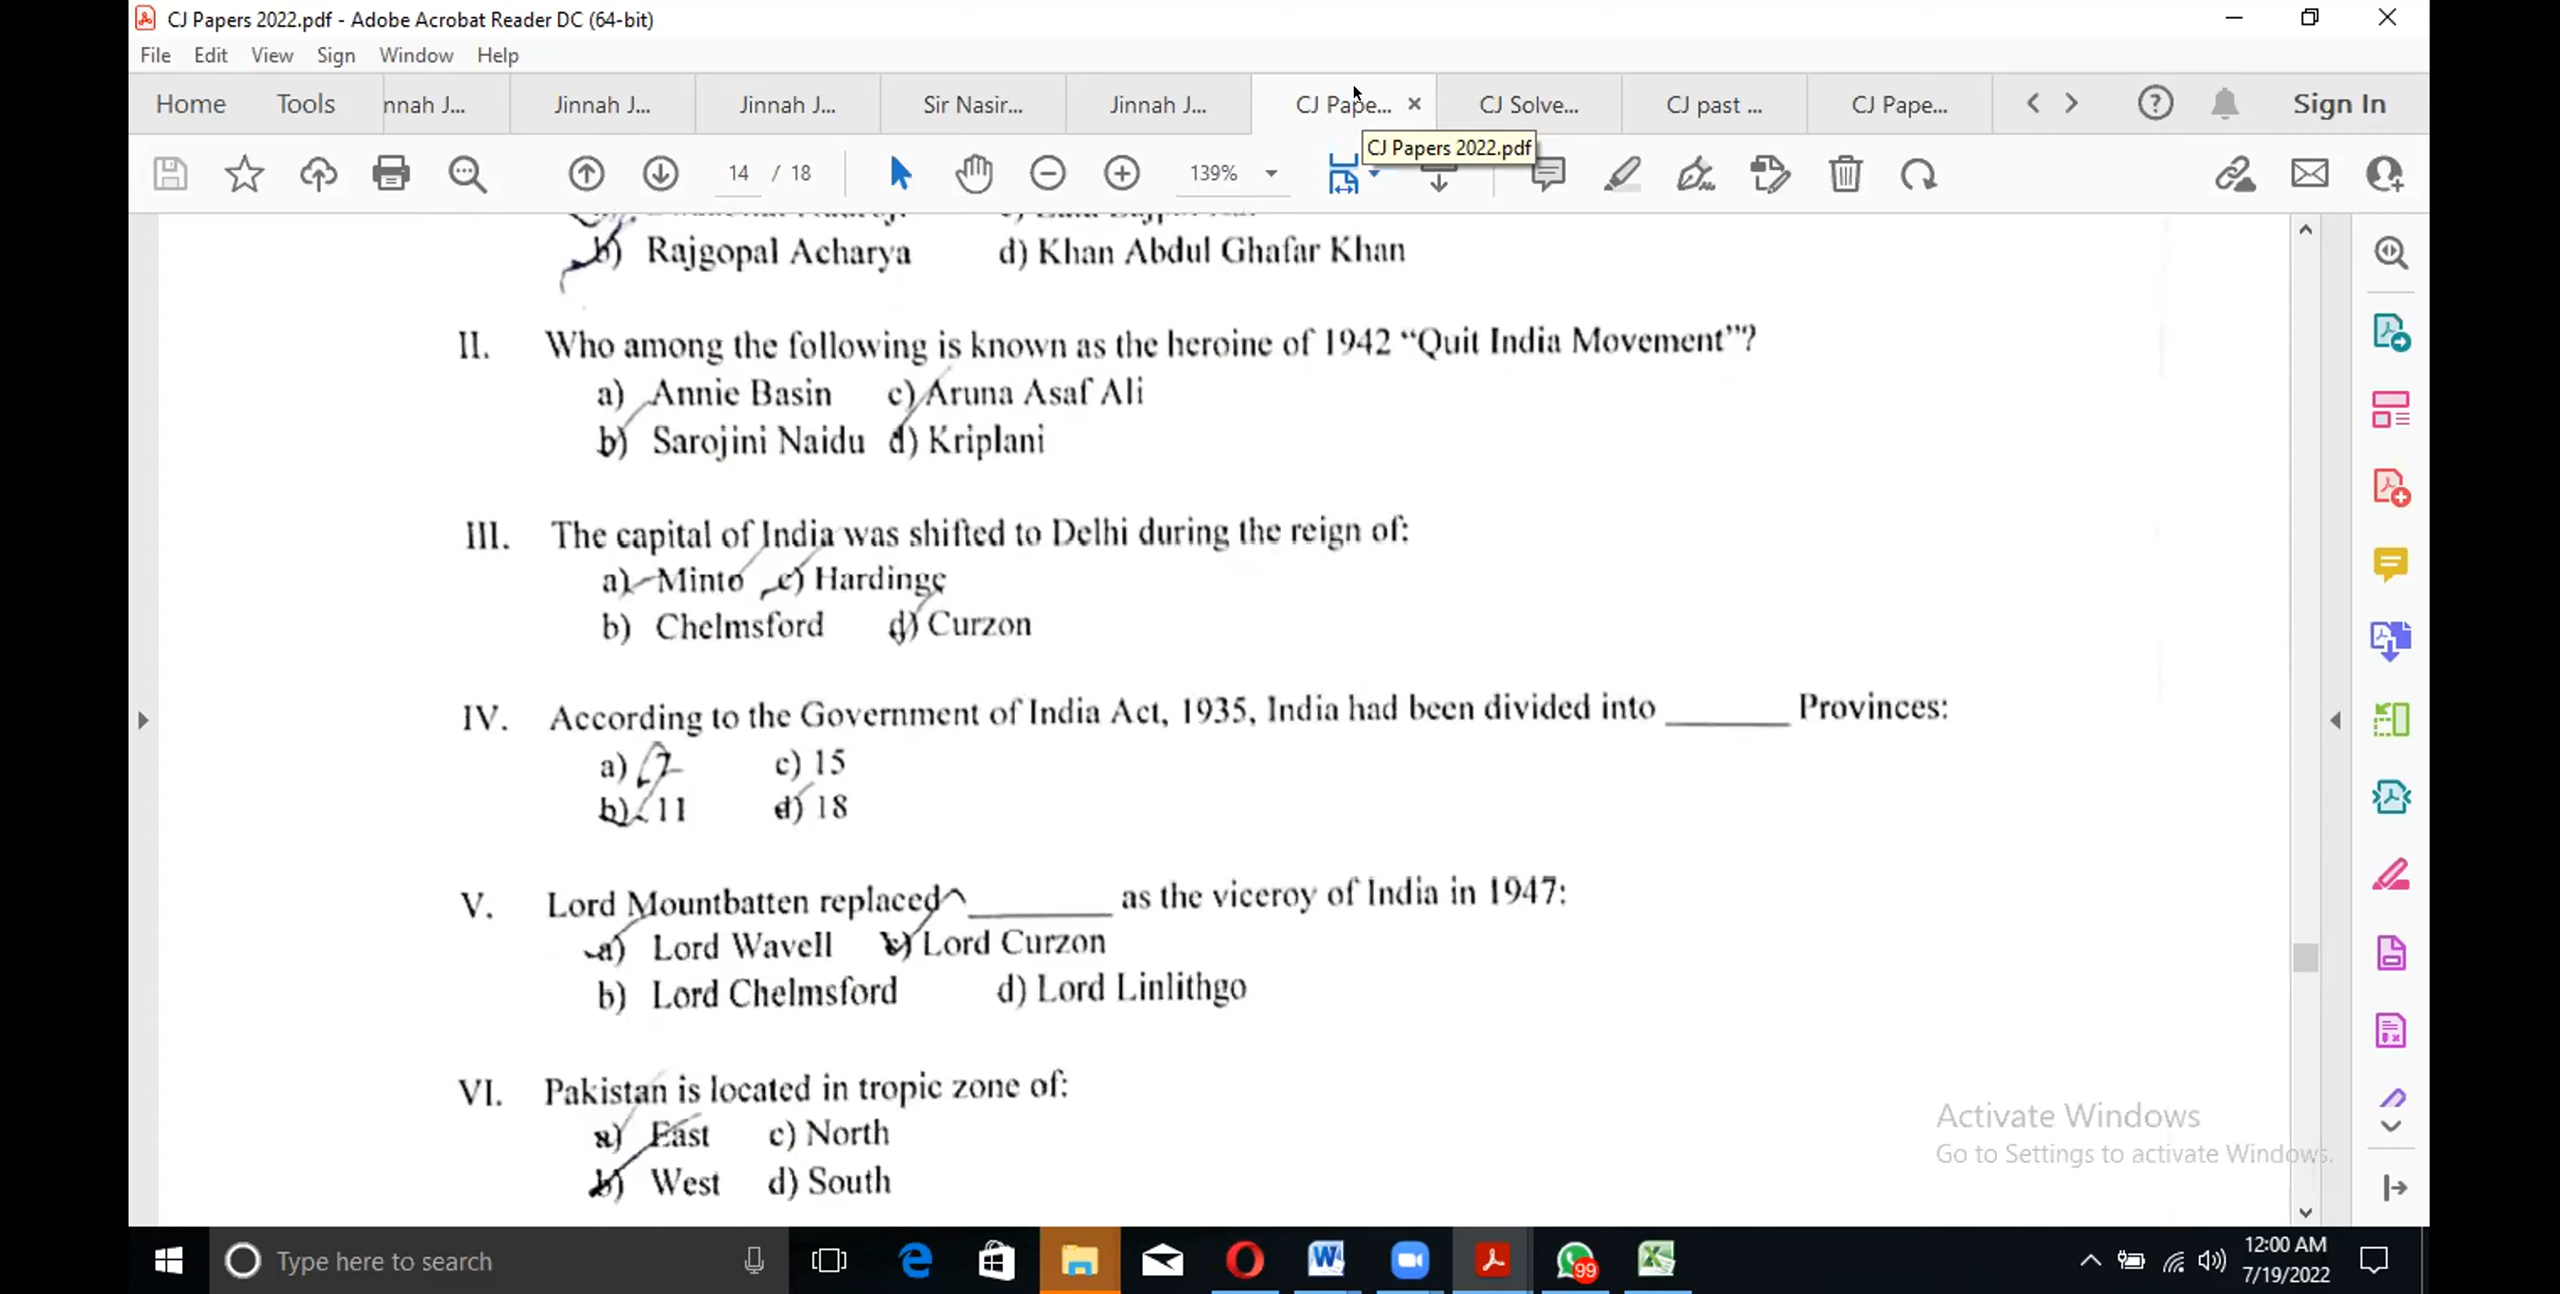 CJ Papers 2022.pdf - Adobe Acrobat Reader DC (64-bit)
File Edit View Sign Window Help
Home Tools nnah J... Jinnah J... Jinnah J... Sir Nasir... Jinnah J... CJ Pape... CJ Solve... CJ past ... CJ Pape... Sign In
CJ Papers 2022.pdf
14 / 18 139%
b) Rajgopal Acharya d) Khan Abdul Ghafar Khan
II. Who among the following is known as the heroine of 1942 “Quit India Movement”?
a) Annie Basin c) Aruna Asaf Ali
b) Sarojini Naidu d) Kriplani
III. The capital of India was shifted to Delhi during the reign of:
a) Minto c) Hardinge
b) Chelmsford d) Curzon
IV. According to the Government of India Act, 1935, India had been divided into ______ Provinces:
a) 7 c) 15
b) 11 d) 18
V. Lord Mountbatten replaced ______ as the viceroy of India in 1947:
a) Lord Wavell c) Lord Curzon
b) Lord Chelmsford d) Lord Linlithgo
VI. Pakistan is located in tropic zone of:
a) East c) North
b) West d) South
Activate Windows
Go to Settings to activate Windows.
Type here to search
99
12:00 AM
7/19/2022